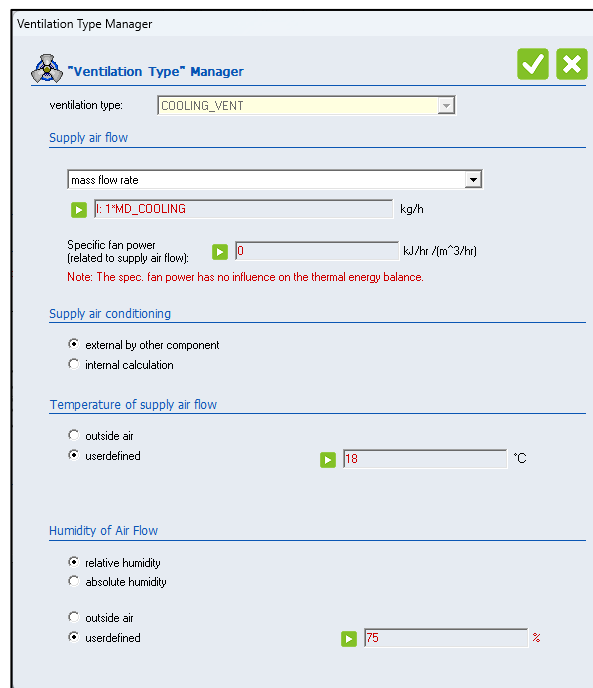 Ventilation Type Manager
"Ventilation Type" Manager
ventilation type: COOLING_VENT
Supply air flow
mass flow rate
I: 1*MD_COOLING kg/h
Specific fan power
(related to supply air flow): 0 kJ/hr /(m^3/hr)
Note: The spec. fan power has no influence on the thermal energy balance.
Supply air conditioning
external by other component
internal calculation
Temperature of supply air flow
outside air
userdefined 18 °C
Humidity of Air Flow
relative humidity
absolute humidity
outside air
userdefined 75 %